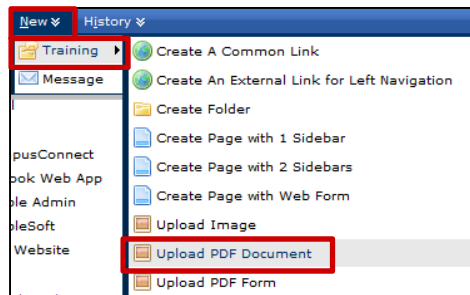 New History
Training
Message
Create A Common Link
Create An External Link for Left Navigation
Create Folder
Create Page with 1 Sidebar
Create Page with 2 Sidebars
Create Page with Web Form
Upload Image
Upload PDF Document
Upload PDF Form
pusConnect
ook Web App
le Admin
leSoft
Website